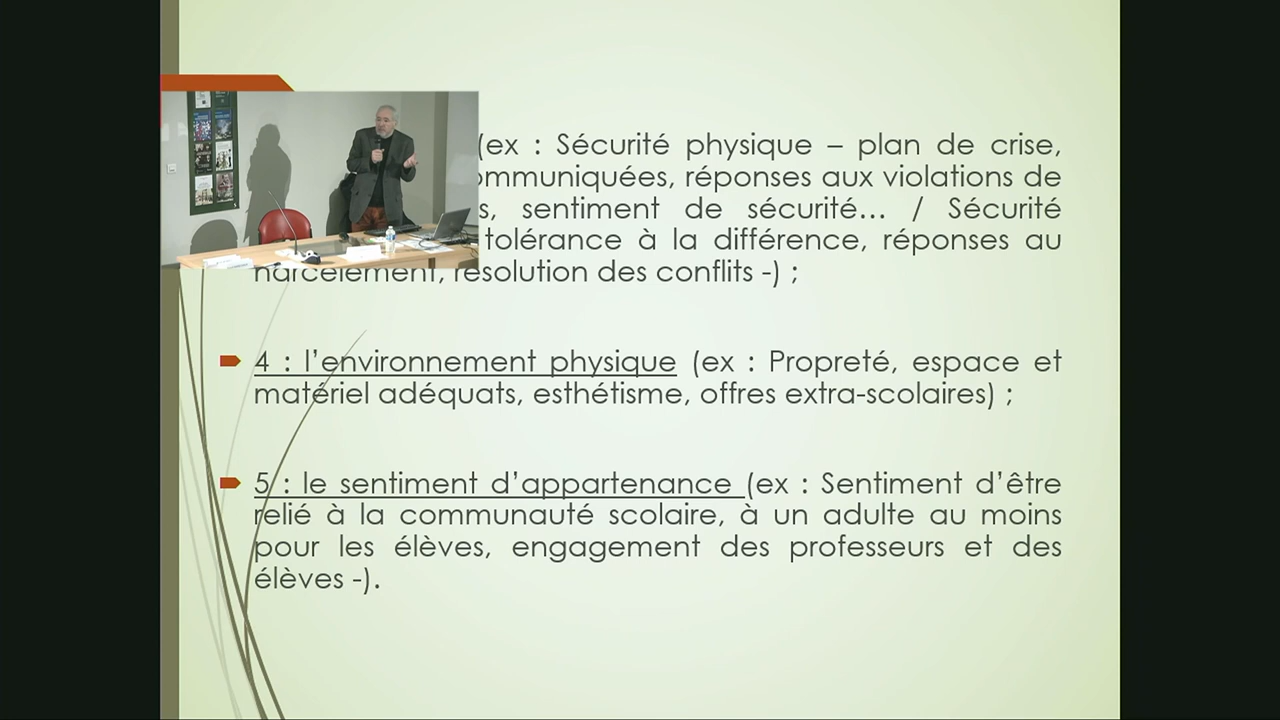 (ex : Sécurité physique – plan de crise,
ommuniquées, réponses aux violations de
s, sentiment de sécurité… / Sécurité
tolérance à la différence, réponses au
harcèlement, résolution des conflits -) ;
4 : l’environnement physique (ex : Propreté, espace et
matériel adéquats, esthétisme, offres extra-scolaires) ;
5 : le sentiment d’appartenance (ex : Sentiment d’être
relié à la communauté scolaire, à un adulte au moins
pour les élèves, engagement des professeurs et des
élèves -).